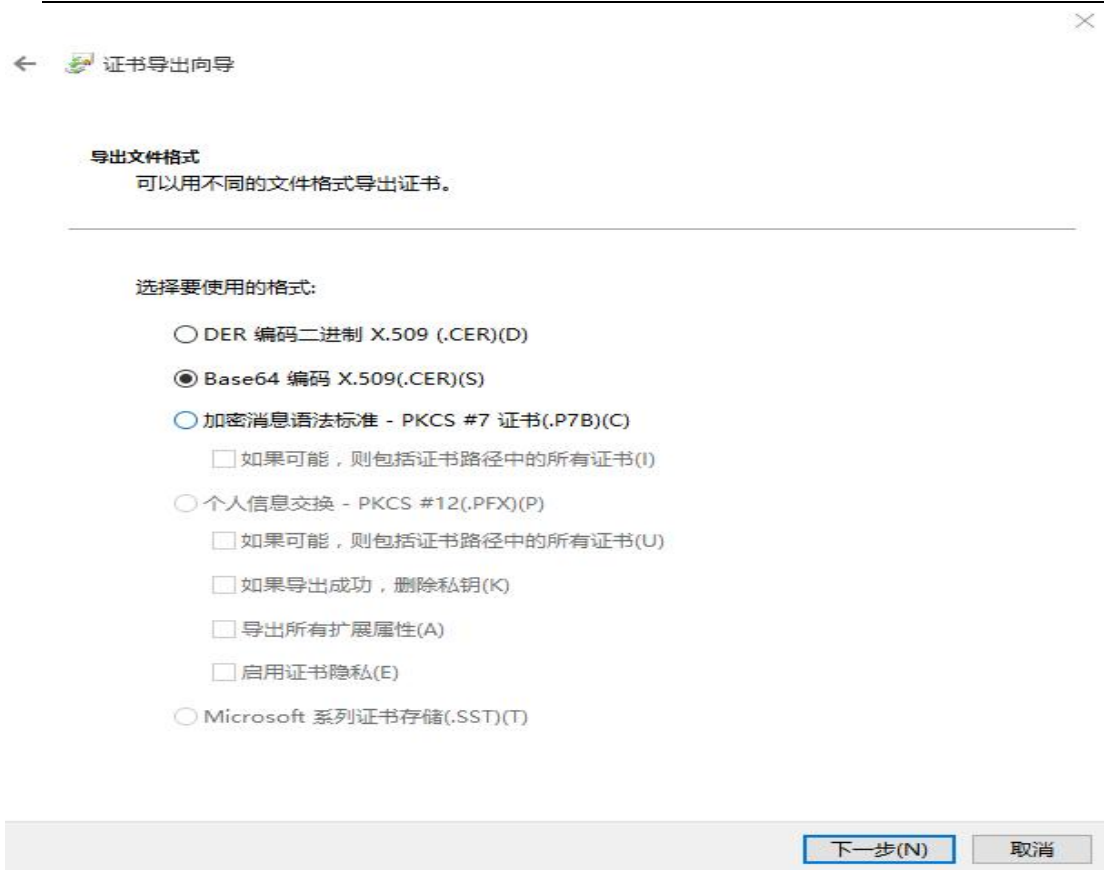 证书导出向导
导出文件格式
可以用不同的文件格式导出证书。
选择要使用的格式:
DER 编码二进制 X.509 (.CER)(D)
Base64 编码 X.509(.CER)(S)
加密消息语法标准 - PKCS #7 证书(.P7B)(C)
如果可能，则包括证书路径中的所有证书(I)
个人信息交换 - PKCS #12(.PFX)(P)
如果可能，则包括证书路径中的所有证书(U)
如果导出成功，删除私钥(K)
导出所有扩展属性(A)
启用证书隐私(E)
Microsoft 系列证书存储(.SST)(T)
下一步(N) 取消